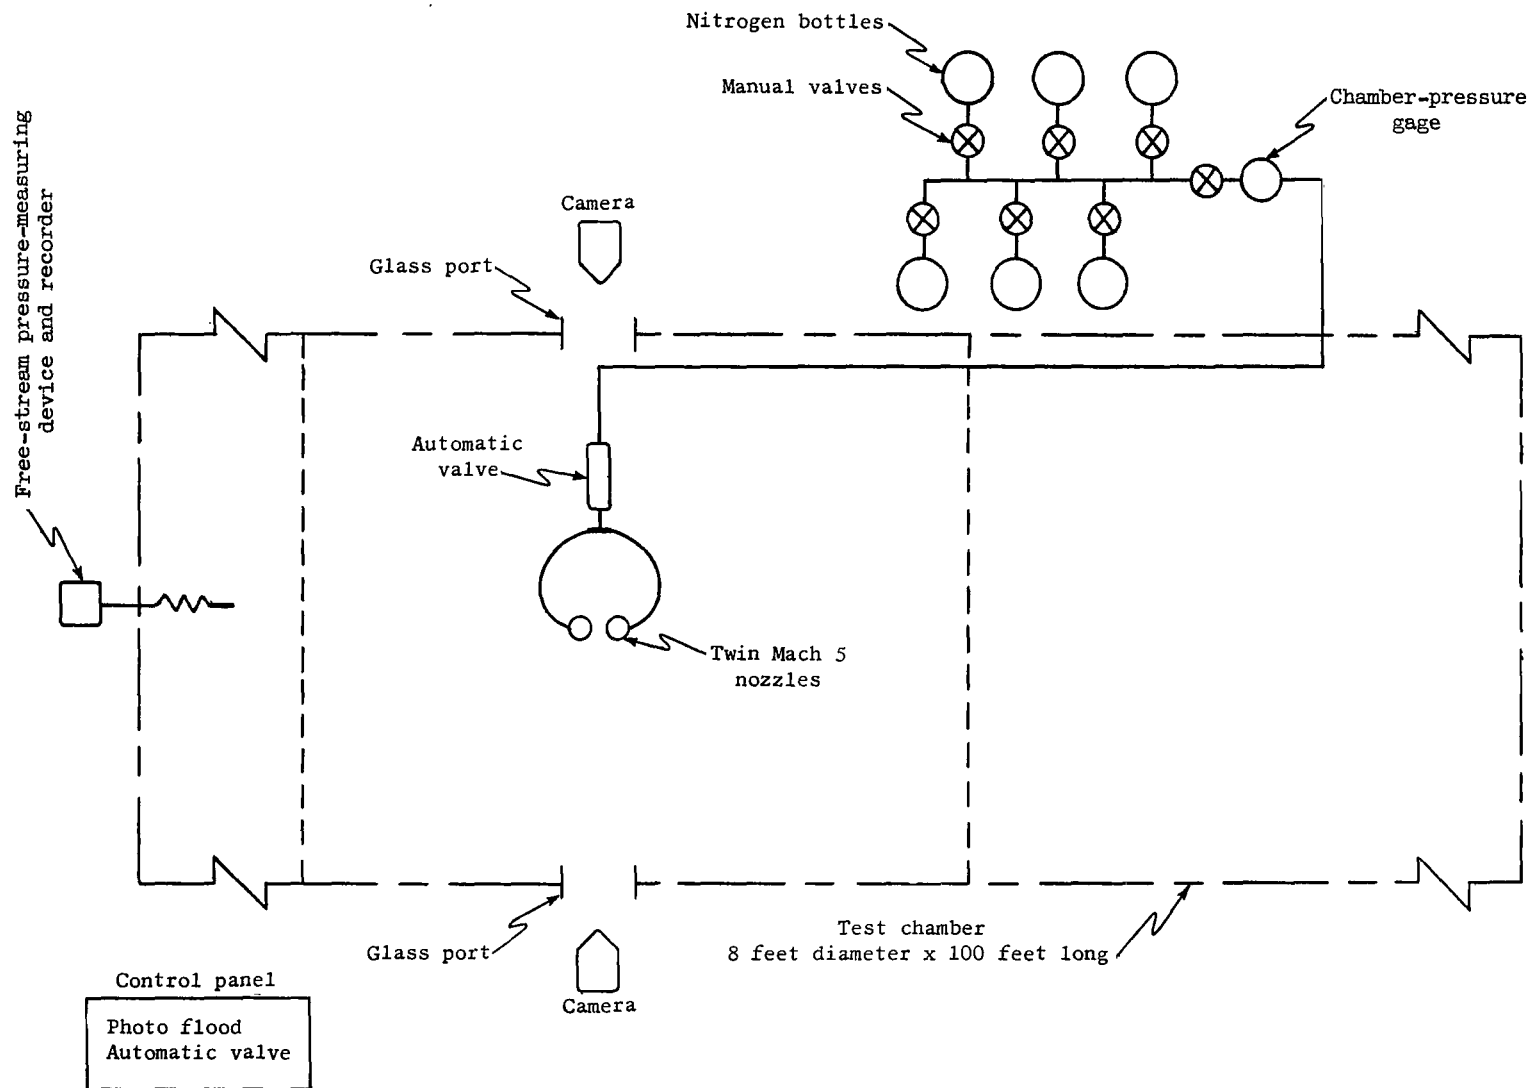 Nitrogen bottles
Manual valves
Chamber-pressure
gage
Free-stream pressure-measuring
device and recorder
Camera
Glass port
Automatic
valve
Twin Mach 5
nozzles
Test chamber
8 feet diameter x 100 feet long
Glass port
Camera
Control panel
Photo flood
Automatic valve